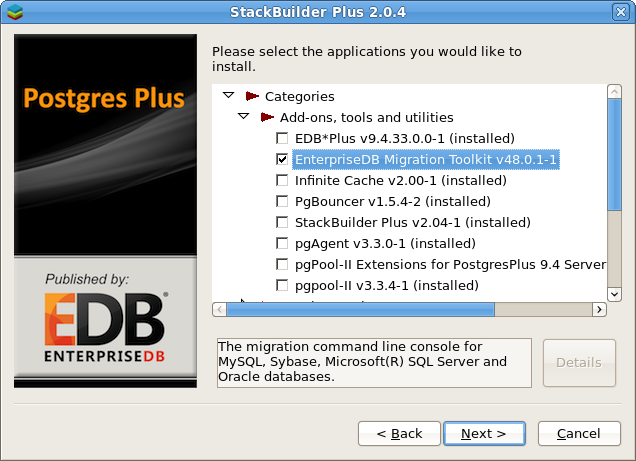 StackBuilder Plus 2.0.4
Postgres Plus
Published by:
EDB
ENTERPRISEDB
Please select the applications you would like to
install.
Categories
Add-ons, tools and utilities
EDB*Plus v9.4.33.0.0-1 (installed)
EnterpriseDB Migration Toolkit v48.0.1-1
Infinite Cache v2.00-1 (installed)
PgBouncer v1.5.4-2 (installed)
StackBuilder Plus v2.04-1 (installed)
pgAgent v3.3.0-1 (installed)
pgPool-II Extensions for PostgresPlus 9.4 Server
pgpool-II v3.3.4-1 (installed)
The migration command line console for
MySQL, Sybase, Microsoft(R) SQL Server and
Oracle databases.
Details
< Back
Next >
Cancel